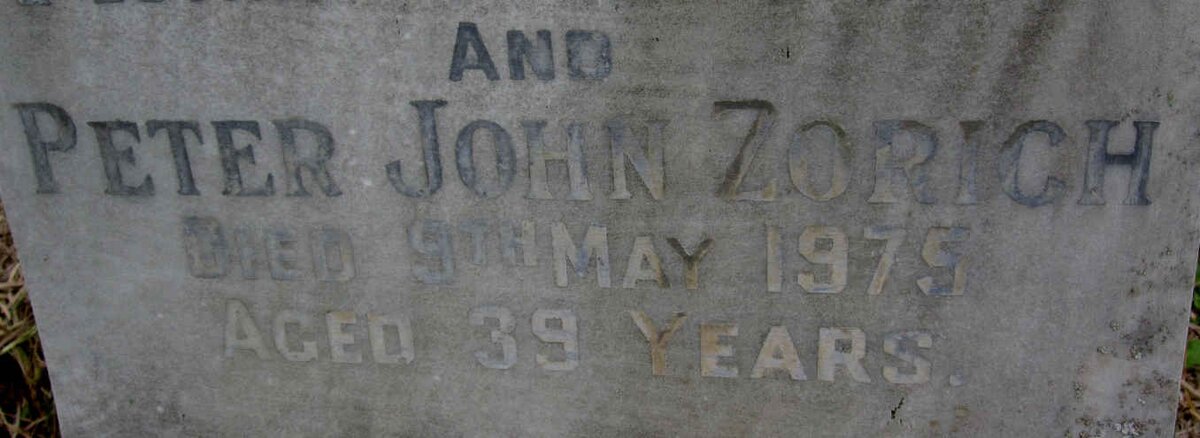 AND
PETER JOHN ZORICH
DIED 9TH MAY 1975
AGED 39 YEARS.